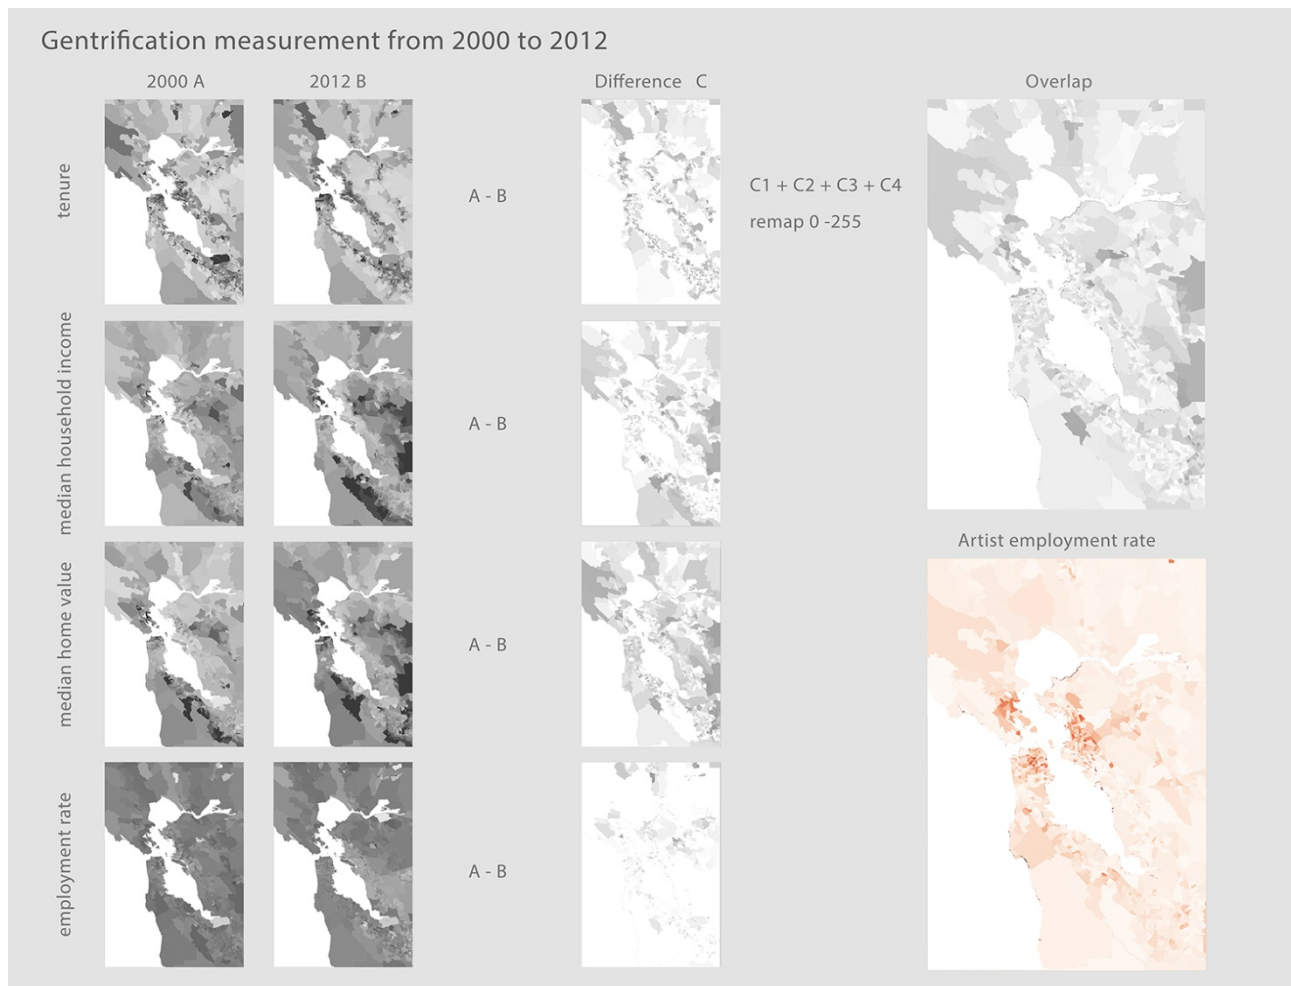 Gentrification measurement from 2000 to 2012
2000 A
2012 B
Difference C
Overlap
tenure
A - B
C1 + C2 + C3 + C4
remap 0 -255
median household income
A - B
Artist employment rate
median home value
A - B
employment rate
A - B